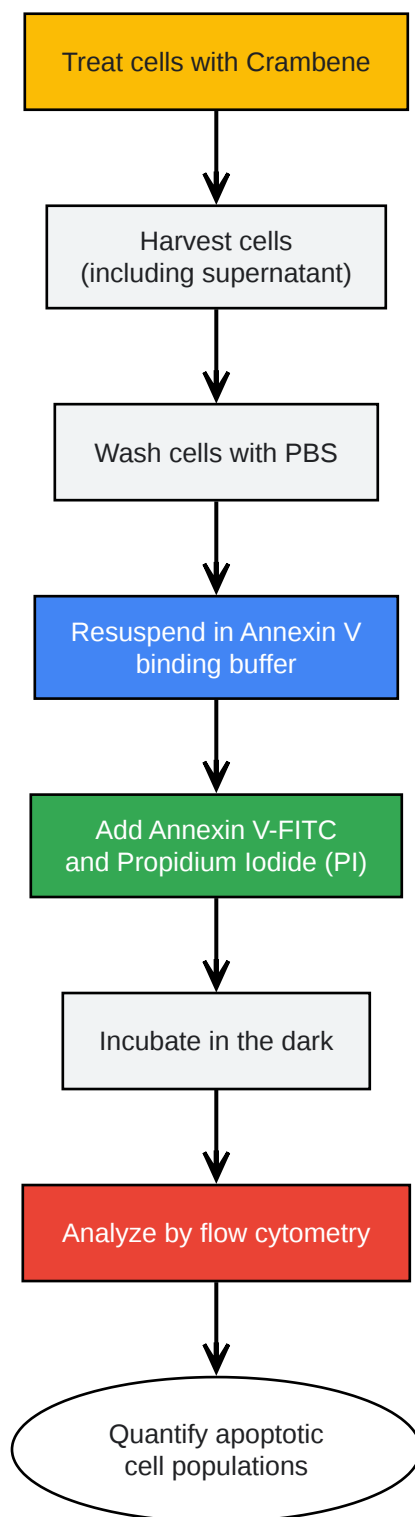 Treat cells with Crambene
Harvest cells
(including supernatant)
Wash cells with PBS
Resuspend in Annexin V
binding buffer
Add Annexin V-FITC
and Propidium Iodide (PI)
Incubate in the dark
Analyze by flow cytometry
Quantify apoptotic
cell populations